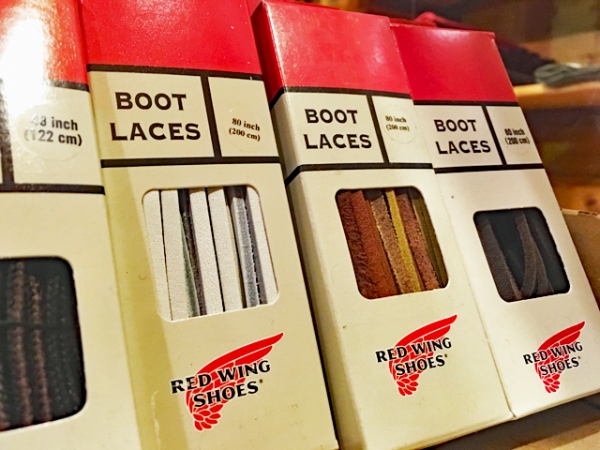 48 inch
(122 cm)
BOOT
LACES
80 inch
(200 cm)
RED WING
SHOES®
BOOT
LACES
80 inch
(200 cm)
RED WING
SHOES®
BOOT
LACES
80 inch
(200 cm)
RED WING
SHOES®